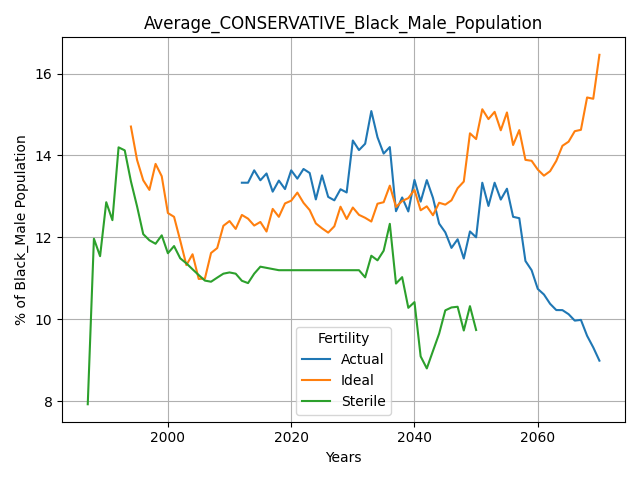 Average_CONSERVATIVE_Black_Male_Population
% of Black_Male Population
16
14
12
10
8
Fertility
Actual
Ideal
Sterile
2000 2020 2040 2060
Years